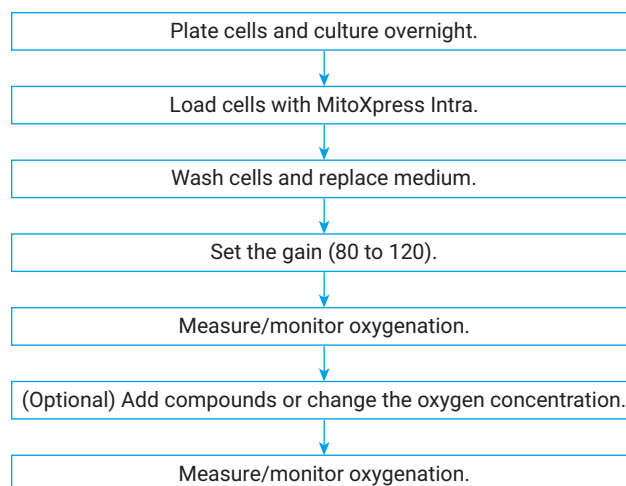 Plate cells and culture overnight.
Load cells with MitoXpress Intra.
Wash cells and replace medium.
Set the gain (80 to 120).
Measure/monitor oxygenation.
(Optional) Add compounds or change the oxygen concentration.
Measure/monitor oxygenation.